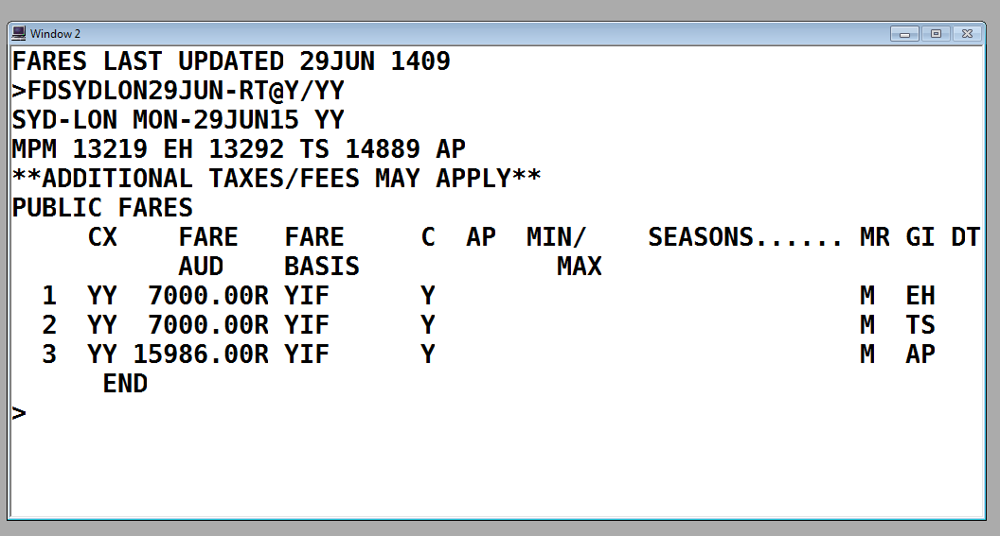 Window 2
FARES LAST UPDATED 29JUN 1409
>FDSYDLON29JUN-RT@Y/YY
SYD-LON MON-29JUN15 YY
MPM 13219 EH 13292 TS 14889 AP
**ADDITIONAL TAXES/FEES MAY APPLY**
PUBLIC FARES
     CX    FARE   FARE     C  AP  MIN/    SEASONS...... MR GI DT
           AUD    BASIS             MAX
  1  YY  7000.00R YIF      Y                            M  EH
  2  YY  7000.00R YIF      Y                            M  TS
  3  YY 15986.00R YIF      Y                            M  AP
      END
>